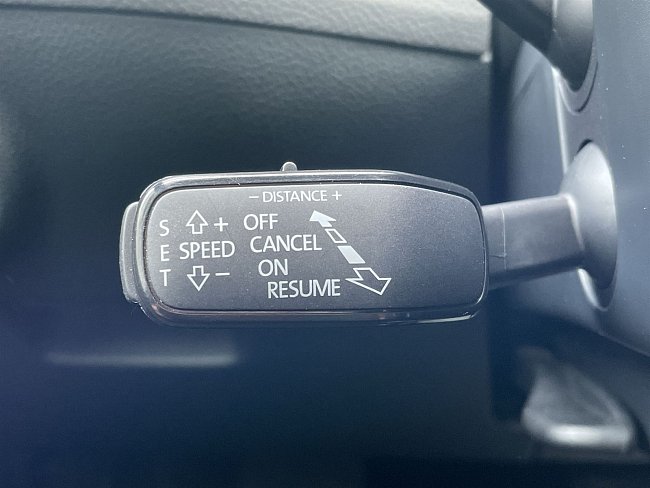 − DISTANCE +
S + OFF
E SPEED CANCEL
T − ON
RESUME